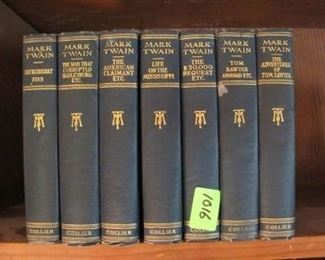 MARK
TWAIN
HUCKLEBERRY
FINN
COLLIER
MARK
TWAIN
THE MAN THAT
CORRUPTED
HADLEYBURG
ETC.
COLLIER
MARK
TWAIN
THE
AMERICAN
CLAIMANT
ETC.
COLLIER
MARK
TWAIN
LIFE
ON THE
MISSISSIPPI
COLLIER
MARK
TWAIN
THE
$30,000
BEQUEST
ETC.
COLLIER
MARK
TWAIN
TOM
SAWYER
ABROAD ETC.
COLLIER
MARK
TWAIN
THE
ADVENTURES
OF
TOM SAWYER
COLLIER
1016